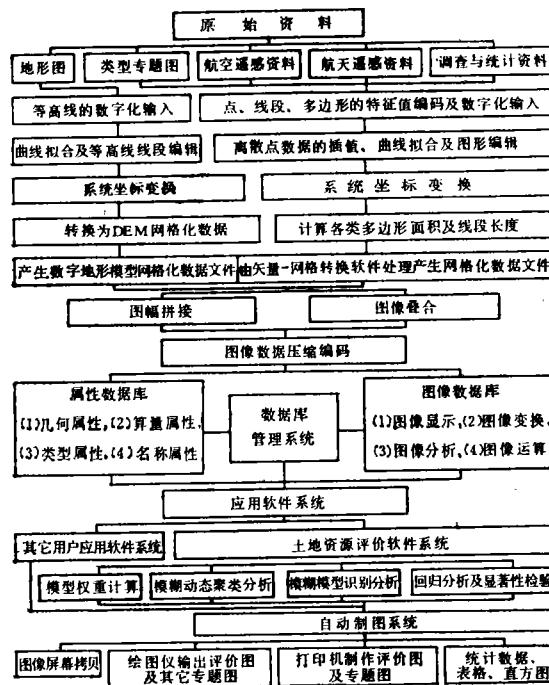 原始资料
地形图 类型专题图 航空遥感资料 航天遥感资料 调查与统计资料
等高线的数字化输入 点、线段、多边形的特征值编码及数字化输入
曲线拟合及等高线线段编辑 离散点数据的插值、曲线拟合及图形编辑
系统坐标变换 系统坐标变换
转换为DEM网格化数据 计算各类多边形面积及线段长度
产生数字地形模型网格化数据文件 由矢量-网格转换软件处理产生网格化数据文件
图幅拼接 图像叠合
图像数据压缩编码
属性数据库
(1)几何属性,(2)算量属性,
(3)类型属性,(4)名称属性
数据库
管理系统
图像数据库
(1)图像显示,(2)图像变换,
(3)图像分析,(4)图像运算
应用软件系统
其它用户应用软件系统 土地资源评价软件系统
模型权重计算 模糊动态聚类分析 模糊模型识别分析 回归分析及显著性检验
自动制图系统
图像屏幕拷贝
绘图仪输出评价图
及其它专题图
打印机制作评价图
及专题图
统计数据、
表格、直方图